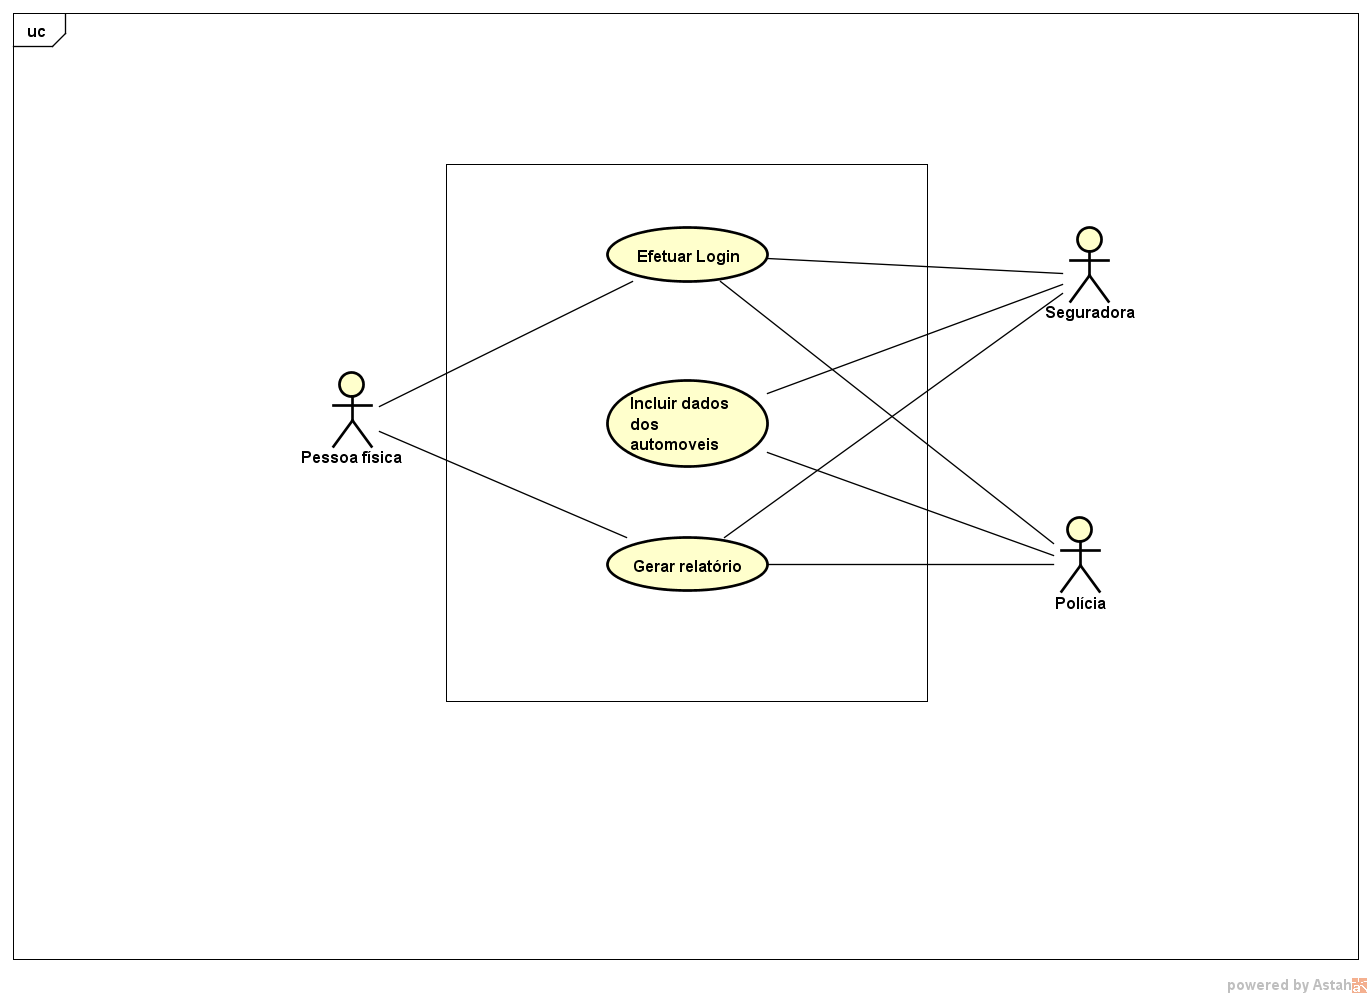 uc
Efetuar Login
Seguradora
Incluir dados
dos
automoveis
Pessoa física
Gerar relatório
Polícia
powered by Astah